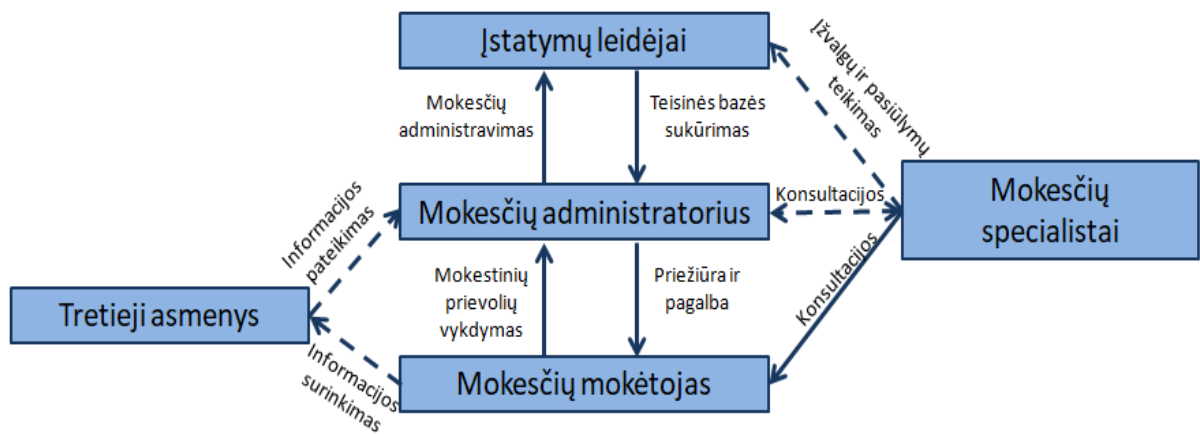 Įstatymų leidėjai
Mokesčių
administravimas
Teisinės bazės
sukūrimas
Įžvalgų ir pasiūlymų
teikimas
Mokesčių administratorius
Konsultacijos
Mokesčių
specialistai
Informacijos
pateikimas
Mokestinių
prievolių
vykdymas
Priežiūra ir
pagalba
Konsultacijos
Tretieji asmenys
Informacijos
surinkimas
Mokesčių mokėtojas